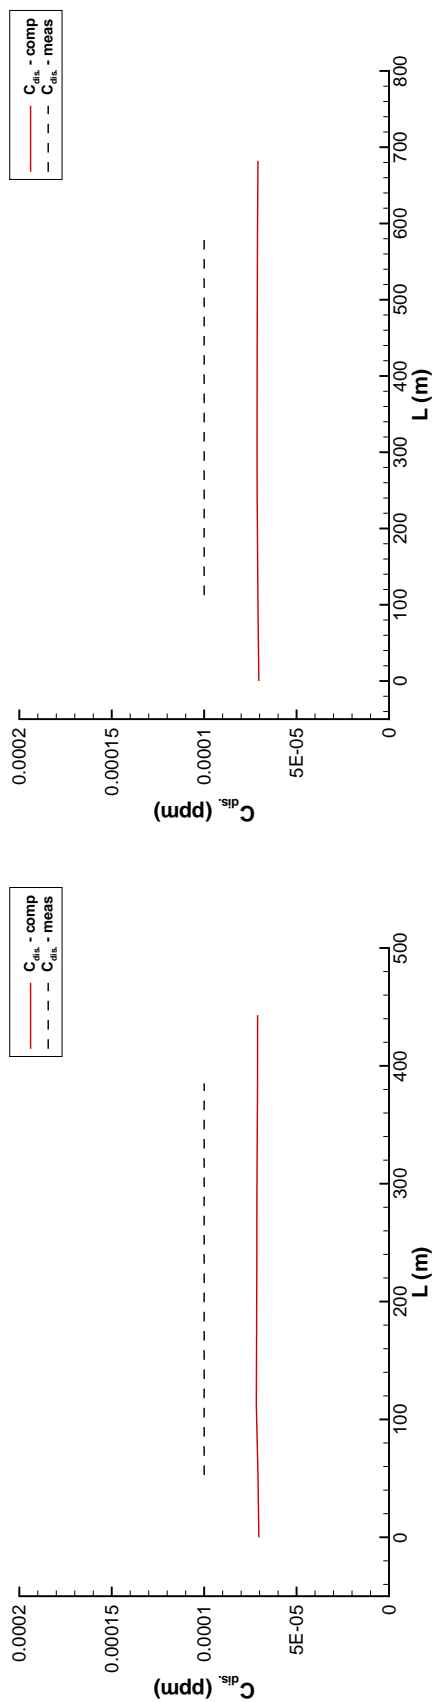 C_dis. (ppm)
0.0002
0.00015
0.0001
5E-05
0
0
100
200
300
400
500
L (m)
C_dis. - comp
C_dis. - meas
C_dis. (ppm)
0.0002
0.00015
0.0001
5E-05
0
0
100
200
300
400
500
600
700
800
L (m)
C_dis. - comp
C_dis. - meas